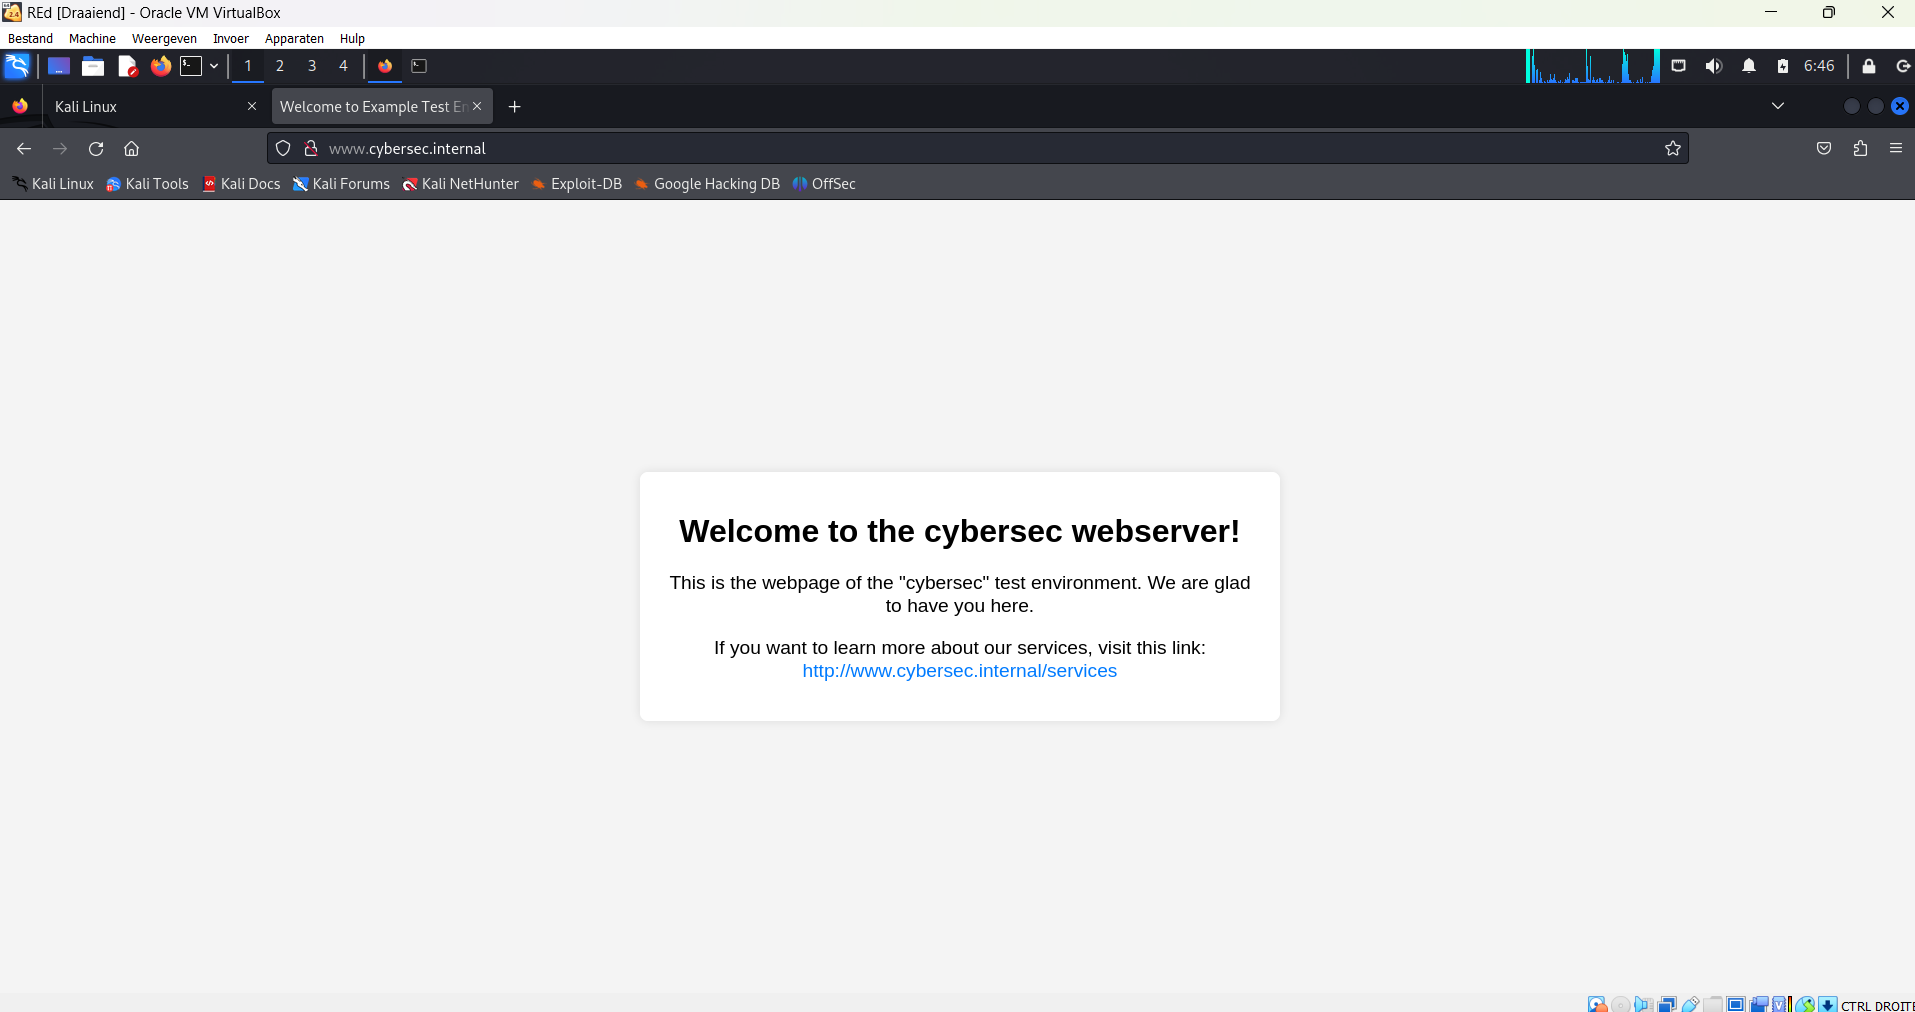 REd [Draaiend] - Oracle VM VirtualBox
Bestand Machine Weergeven Invoer Apparaten Hulp
1 2 3 4 6:46
Kali Linux Welcome to Example Test En
www.cybersec.internal
Kali Linux Kali Tools Kali Docs Kali Forums Kali NetHunter Exploit-DB Google Hacking DB OffSec
Welcome to the cybersec webserver!
This is the webpage of the "cybersec" test environment. We are glad
to have you here.
If you want to learn more about our services, visit this link:
http://www.cybersec.internal/services
CTRL DROITE